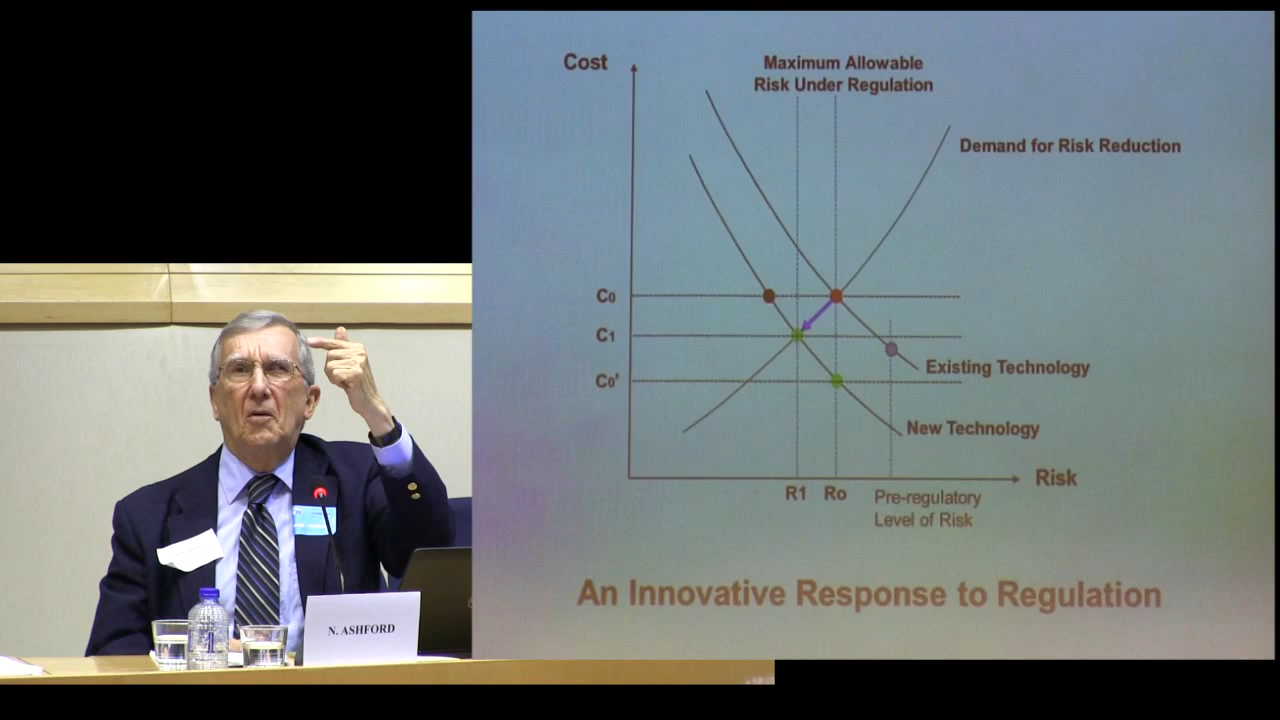 Cost
Maximum Allowable
Risk Under Regulation
Demand for Risk Reduction
C₀
C₁
C₀'
Existing Technology
New Technology
R1
Ro
Risk
Pre-regulatory
Level of Risk
An Innovative Response to Regulation
N. ASHFORD